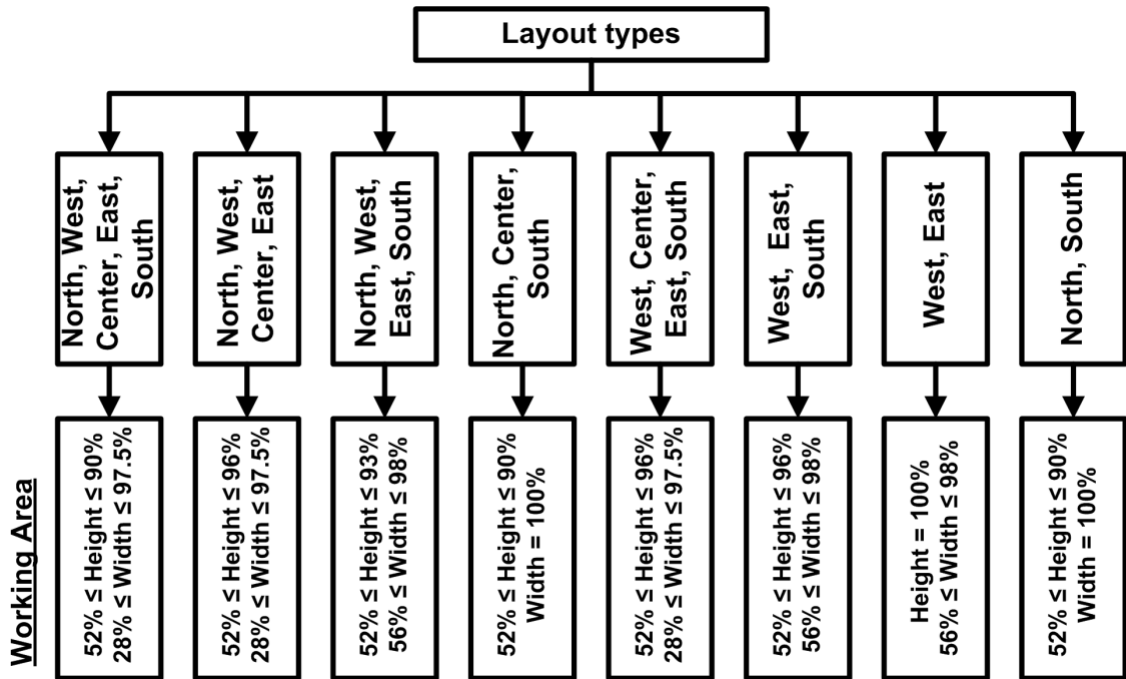 Layout types
North, West,
Center, East,
South
North, West,
Center, East
North, West,
East, South
North, Center,
South
West, Center,
East, South
West, East,
South
West, East
North, South
Working Area
52% ≤ Height ≤ 90%
28% ≤ Width ≤ 97.5%
52% ≤ Height ≤ 96%
28% ≤ Width ≤ 97.5%
52% ≤ Height ≤ 93%
56% ≤ Width ≤ 98%
52% ≤ Height ≤ 90%
Width = 100%
52% ≤ Height ≤ 96%
28% ≤ Width ≤ 97.5%
52% ≤ Height ≤ 96%
56% ≤ Width ≤ 98%
Height = 100%
56% ≤ Width ≤ 98%
52% ≤ Height ≤ 90%
Width = 100%